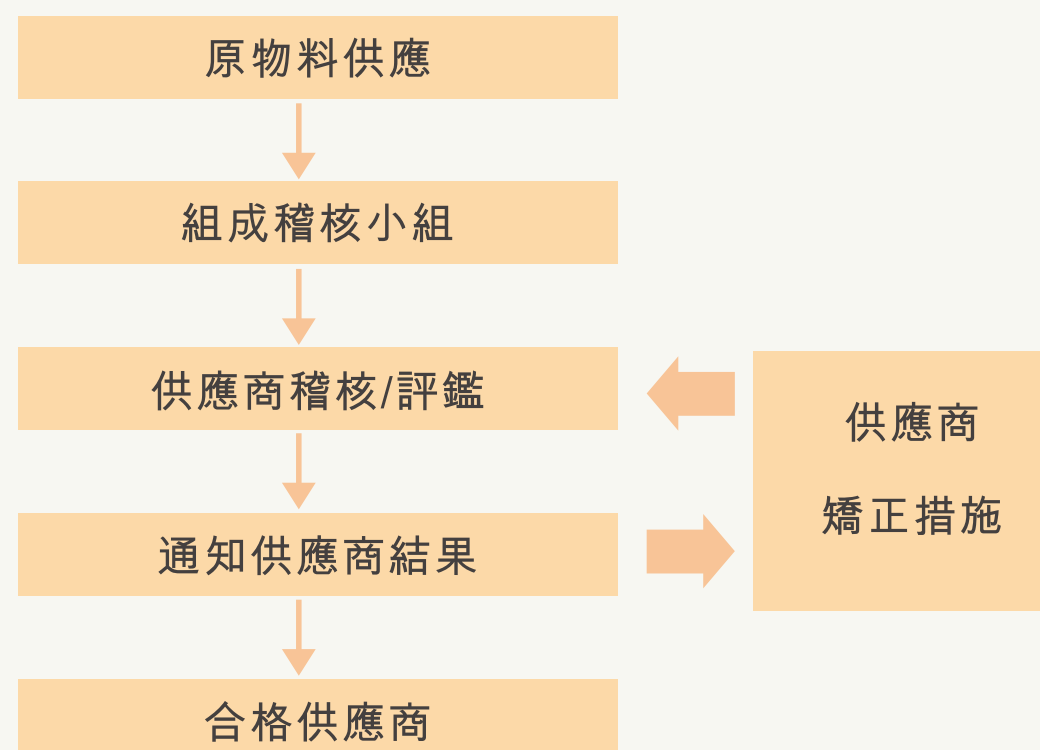 原物料供應
組成稽核小組
供應商稽核/評鑑
通知供應商結果
合格供應商
供應商
矯正措施